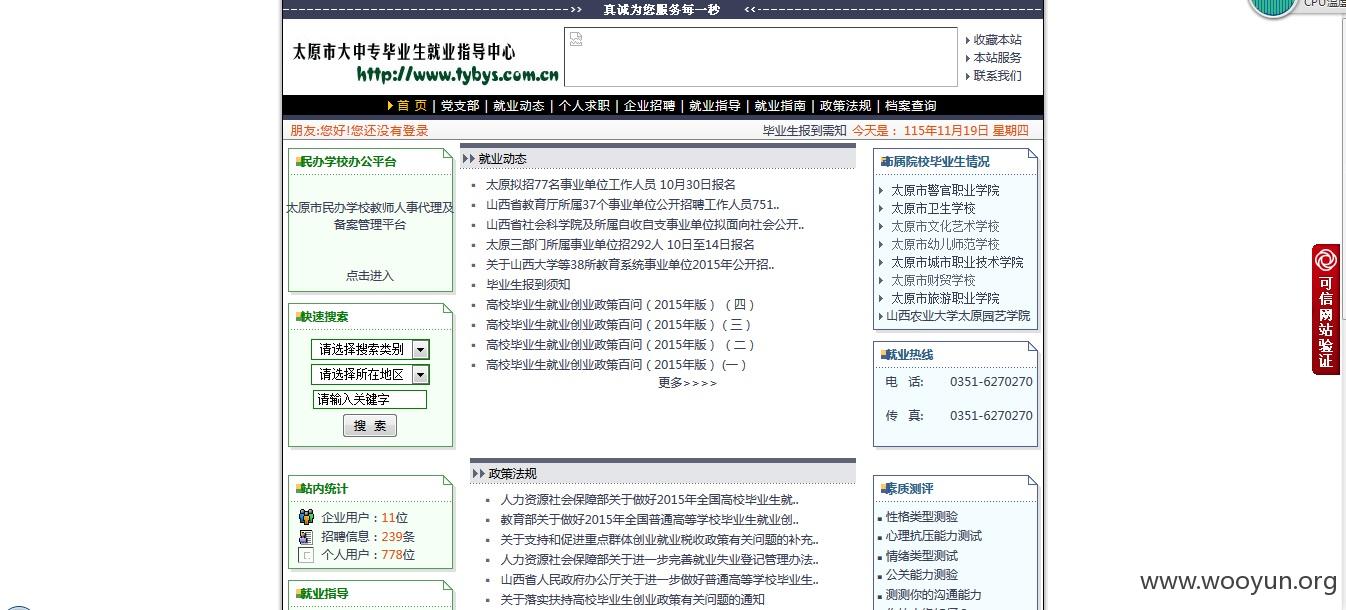 ------------------------------------>> 真诚为您服务每一秒 <<------------------------------------
CPU温度
太原市大中专毕业生就业指导中心
http://www.tybys.com.cn
收藏本站
本站服务
联系我们
首 页 | 党支部 | 就业动态 | 个人求职 | 企业招聘 | 就业指导 | 就业指南 | 政策法规 | 档案查询
朋友:您好!您还没有登录
毕业生报到需知 今天是： 115年11月19日 星期四
民办学校办公平台
太原市民办学校教师人事代理及
备案管理平台
点击进入
快速搜索
请选择搜索类别
请选择所在地区
请输入关键字
搜 索
站内统计
企业用户：11位
招聘信息：239条
个人用户：778位
就业指导
就业动态
太原拟招77名事业单位工作人员 10月30日报名
山西省教育厅所属37个事业单位公开招聘工作人员751..
山西省社会科学院及所属自收自支事业单位拟面向社会公开..
太原三部门所属事业单位招292人 10日至14日报名
关于山西大学等38所教育系统事业单位2015年公开招..
毕业生报到须知
高校毕业生就业创业政策百问（2015年版）（四 ）
高校毕业生就业创业政策百问（2015年版）（ 三 ）
高校毕业生就业创业政策百问（2015年版）（ 二 ）
高校毕业生就业创业政策百问（2015年版）(一 ）
更多>>>>
政策法规
人力资源社会保障部关于做好2015年全国高校毕业生就..
教育部关于做好2015年全国普通高等学校毕业生就业创..
关于支持和促进重点群体创业就业税收政策有关问题的补充..
人力资源社会保障部关于进一步完善就业失业登记管理办法..
山西省人民政府办公厅关于进一步做好普通高等学校毕业生..
关于落实扶持高校毕业生创业政策有关问题的通知
市属院校毕业生情况
太原市警官职业学院
太原市卫生学校
太原市文化艺术学校
太原市幼儿师范学校
太原市城市职业技术学院
太原市财贸学校
太原市旅游职业学院
山西农业大学太原园艺学院
就业热线
电 话: 0351-6270270
传 真: 0351-6270270
素质测评
性格类型测验
心理抗压能力测试
情绪类型测试
公关能力测验
测测你的沟通能力
可信网站验证
www.wooyun.org